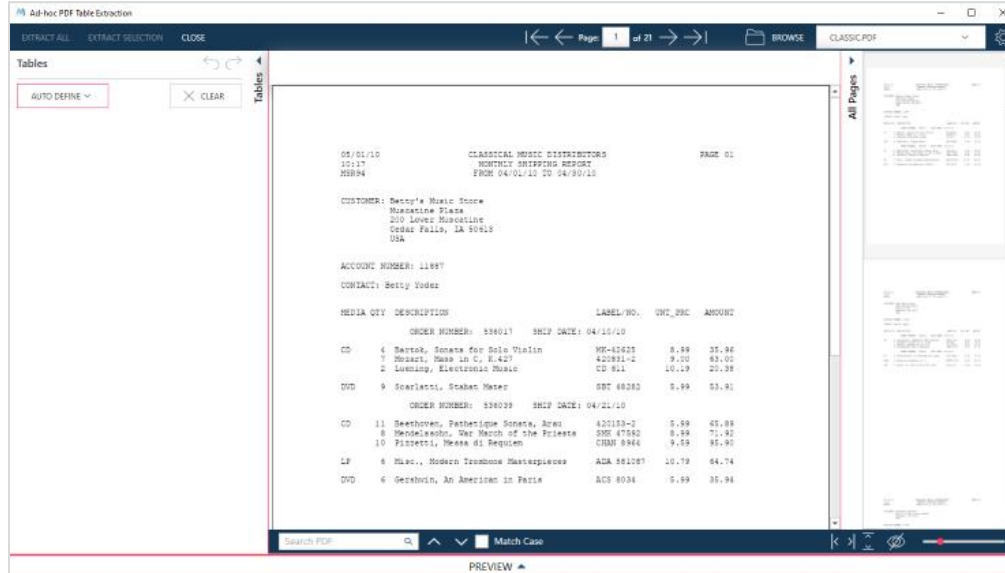 Ad-hoc PDF Table Extraction
EXTRACT ALL EXTRACT SELECTION CLOSE Page: 1 of 21 BROWSE CLASSIC.PDF
Tables
AUTO DEFINE CLEAR
Tables
All Pages
05/01/10 CLASSICAL MUSIC DISTRIBUTORS PAGE 01
10:17 MONTHLY SHIPPING REPORT
MSR94 FROM 04/01/10 TO 04/30/10
CUSTOMER: Betty's Music Store
Muscatine Plaza
200 Lower Muscatine
Cedar Falls, IA 50613
USA
ACCOUNT NUMBER: 11887
CONTACT: Betty Yoder
MEDIA QTY DESCRIPTION LABEL/NO. UNT_PRC AMOUNT
ORDER NUMBER: 536017 SHIP DATE: 04/10/10
CD 4 Bartok, Sonata for Solo Violin MK-42625 8.99 35.96
7 Mozart, Mass in C, K.427 420831-2 9.00 63.00
2 Luening, Electronic Music CD 611 10.19 20.38
DVD 9 Scarlatti, Stabat Mater SBT 48282 5.99 53.91
ORDER NUMBER: 536039 SHIP DATE: 04/21/10
CD 11 Beethoven, Pathetique Sonata, Arau 420153-2 5.99 65.89
8 Mendelssohn, War March of the Priests SMK 47592 8.99 71.92
10 Pizzetti, Messa di Requiem CHAN 8964 9.59 95.90
LP 6 Misc., Modern Trombone Masterpieces ADA 581087 10.79 64.74
DVD 6 Gershwin, An American in Paris ACS 8034 5.99 35.94
Search PDF Match Case
PREVIEW